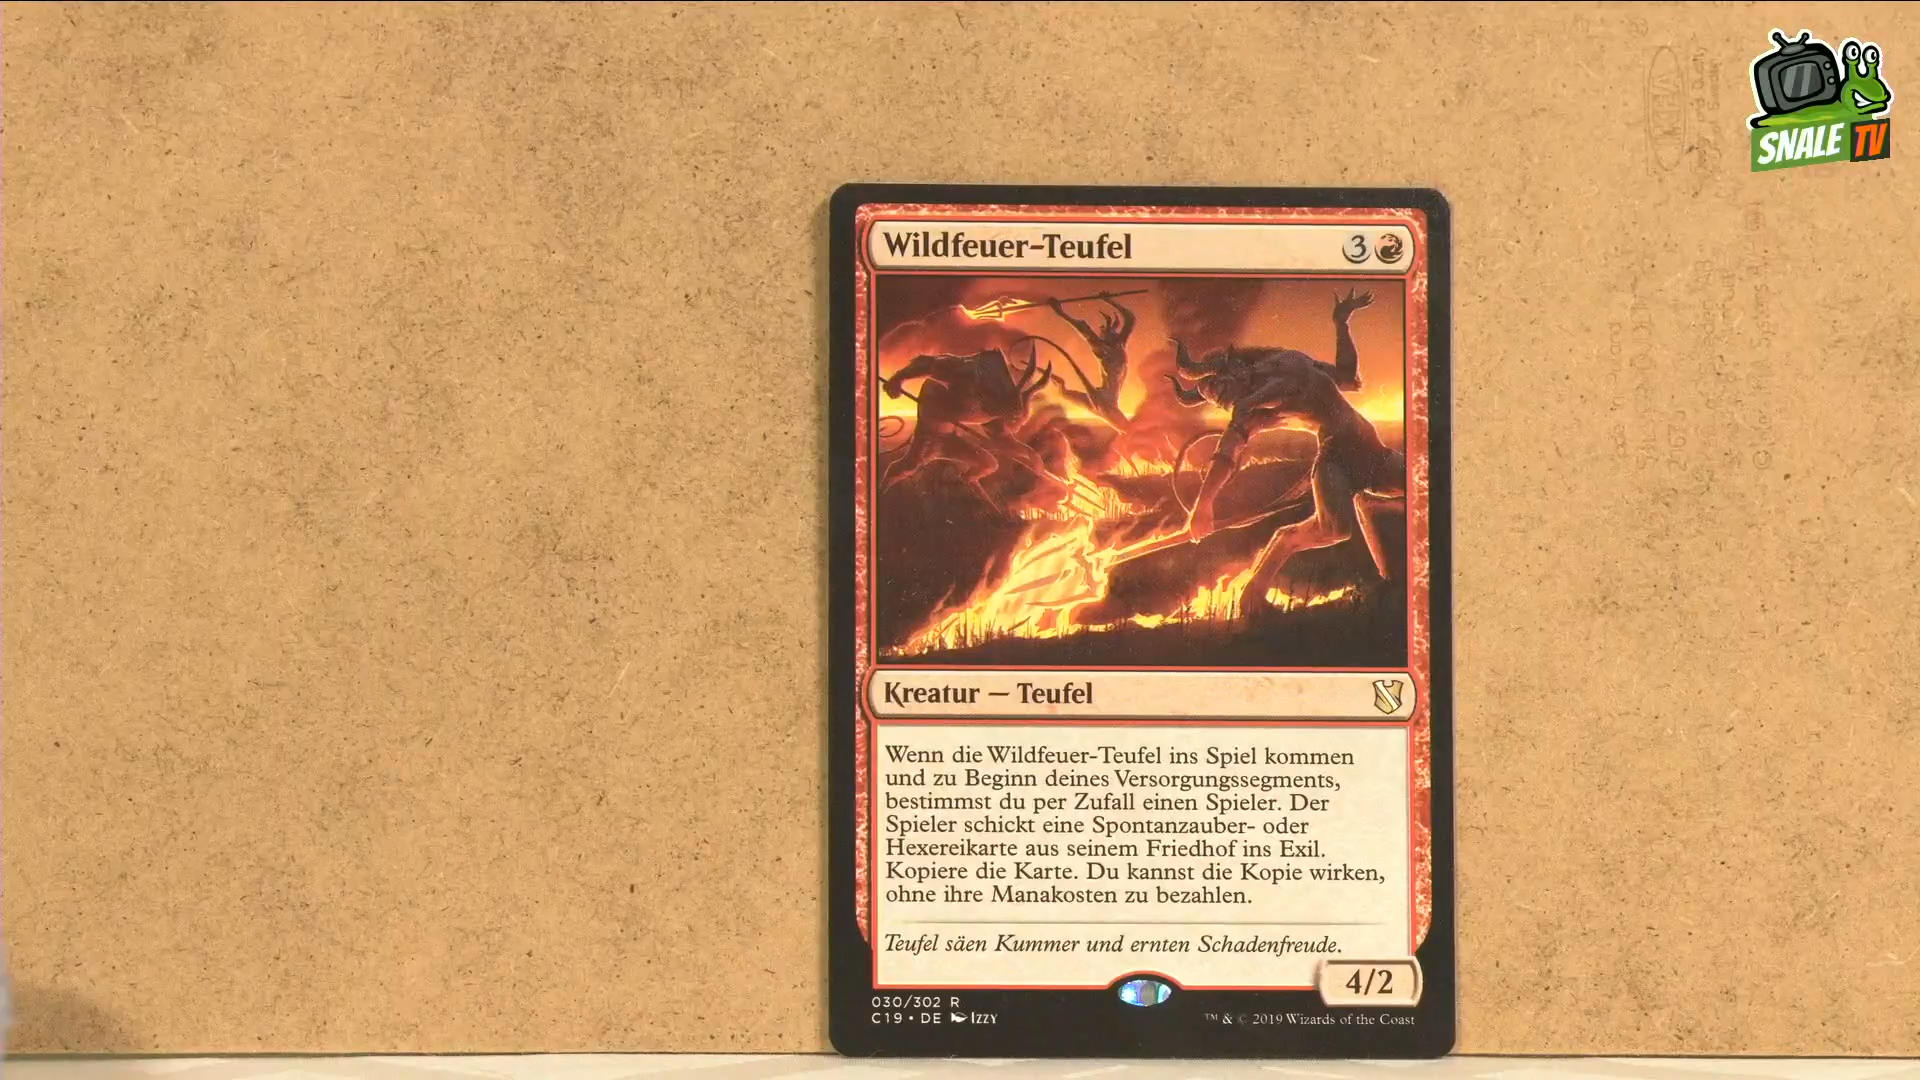 SNALE TV
IKEA
Wildfeuer-Teufel
3
Kreatur — Teufel
Wenn die Wildfeuer-Teufel ins Spiel kommen
und zu Beginn deines Versorgungssegments,
bestimmst du per Zufall einen Spieler. Der
Spieler schickt eine Spontanzauber- oder
Hexereikarte aus seinem Friedhof ins Exil.
Kopiere die Karte. Du kannst die Kopie wirken,
ohne ihre Manakosten zu bezahlen.
Teufel säen Kummer und ernten Schadenfreude.
4/2
030/302 R
C19 • DE Izzy
™ & © 2019 Wizards of the Coast